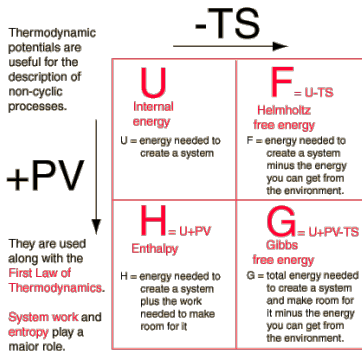 -TS
Thermodynamic
potentials are
useful for the
description of
non-cyclic
processes.
+PV
They are used
along with the
First Law of
Thermodynamics.
System work and
entropy play a
major role.
U
Internal
energy
U = energy needed to
create a system
F = U-TS
Helmholtz
free energy
F = energy needed to
create a system
minus the energy
you can get from
the environment.
H = U+PV
Enthalpy
H = energy needed to
create a system
plus the work
needed to make
room for it
G = U+PV-TS
Gibbs
free energy
G = total energy needed
to create a system
and make room for
it minus the energy
you can get from
the environment.